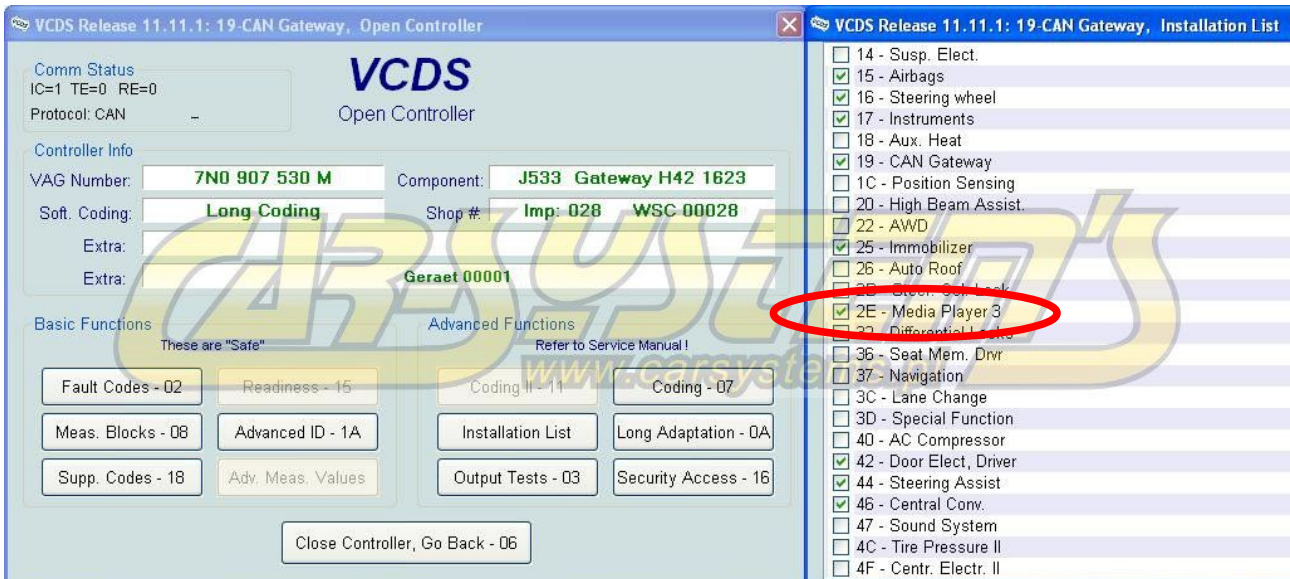 VCDS Release 11.11.1: 19-CAN Gateway, Open Controller
Comm Status
IC=1 TE=0 RE=0
Protocol: CAN
VCDS
Open Controller
Controller Info
VAG Number: 7N0 907 530 M Component: J533 Gateway H42 1623
Soft. Coding: Long Coding Shop #: Imp: 028 WSC 00028
Extra:
Extra: Geraet 00001
Basic Functions
These are "Safe"
Advanced Functions
Refer to Service Manual !
Fault Codes - 02 Readiness - 15 Coding II - 11 Coding - 07
Meas. Blocks - 08 Advanced ID - 1A Installation List Long Adaptation - 0A
Supp. Codes - 18 Adv. Meas. Values Output Tests - 03 Security Access - 16
Close Controller, Go Back - 06
CARSYSTEM'S
VCDS Release 11.11.1: 19-CAN Gateway, Installation List
14 - Susp. Elect.
15 - Airbags
16 - Steering wheel
17 - Instruments
18 - Aux. Heat
19 - CAN Gateway
1C - Position Sensing
20 - High Beam Assist.
22 - AWD
25 - Immobilizer
26 - Auto Roof
2B - Steer. Col. Lock
2E - Media Player 3
32 - Differential Locks
36 - Seat Mem. Drvr
37 - Navigation
3C - Lane Change
3D - Special Function
40 - AC Compressor
42 - Door Elect, Driver
44 - Steering Assist
46 - Central Conv.
47 - Sound System
4C - Tire Pressure II
4F - Centr. Electr. II